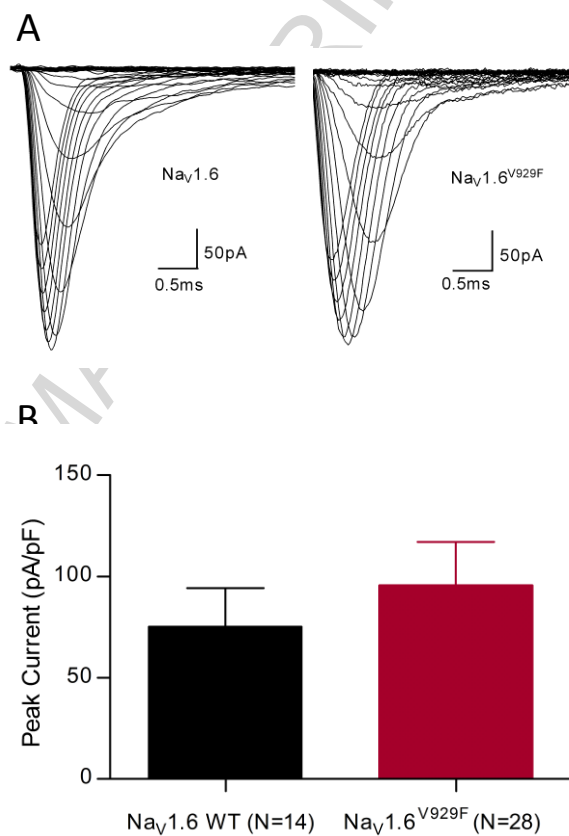 A
Nav1.6
50pA
0.5ms
Nav1.6V929F
50pA
0.5ms
B
150
100
50
0
Peak Current (pA/pF)
Nav1.6 WT (N=14)
Nav1.6V929F (N=28)